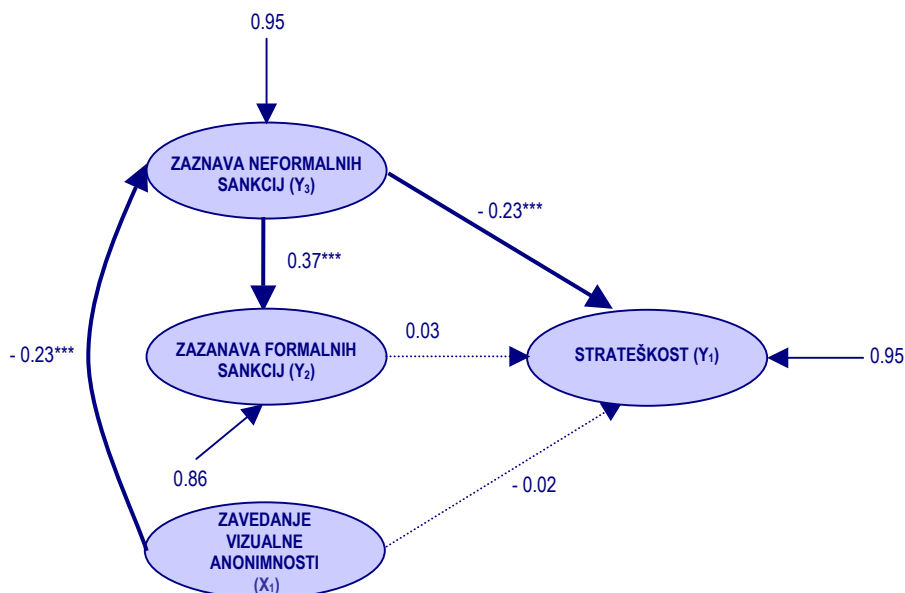 0.95
ZAZNAVA NEFORMALNIH
SANKCIJ (Y₃)
- 0.23***
0.37***
0.03
ZAZANAVA FORMALNIH
SANKCIJ (Y₂)
STRATEŠKOST (Y₁)
- 0.23***
0.95
0.86
- 0.02
ZAVEDANJE
VIZUALNE
ANONIMNOSTI
(X₁)